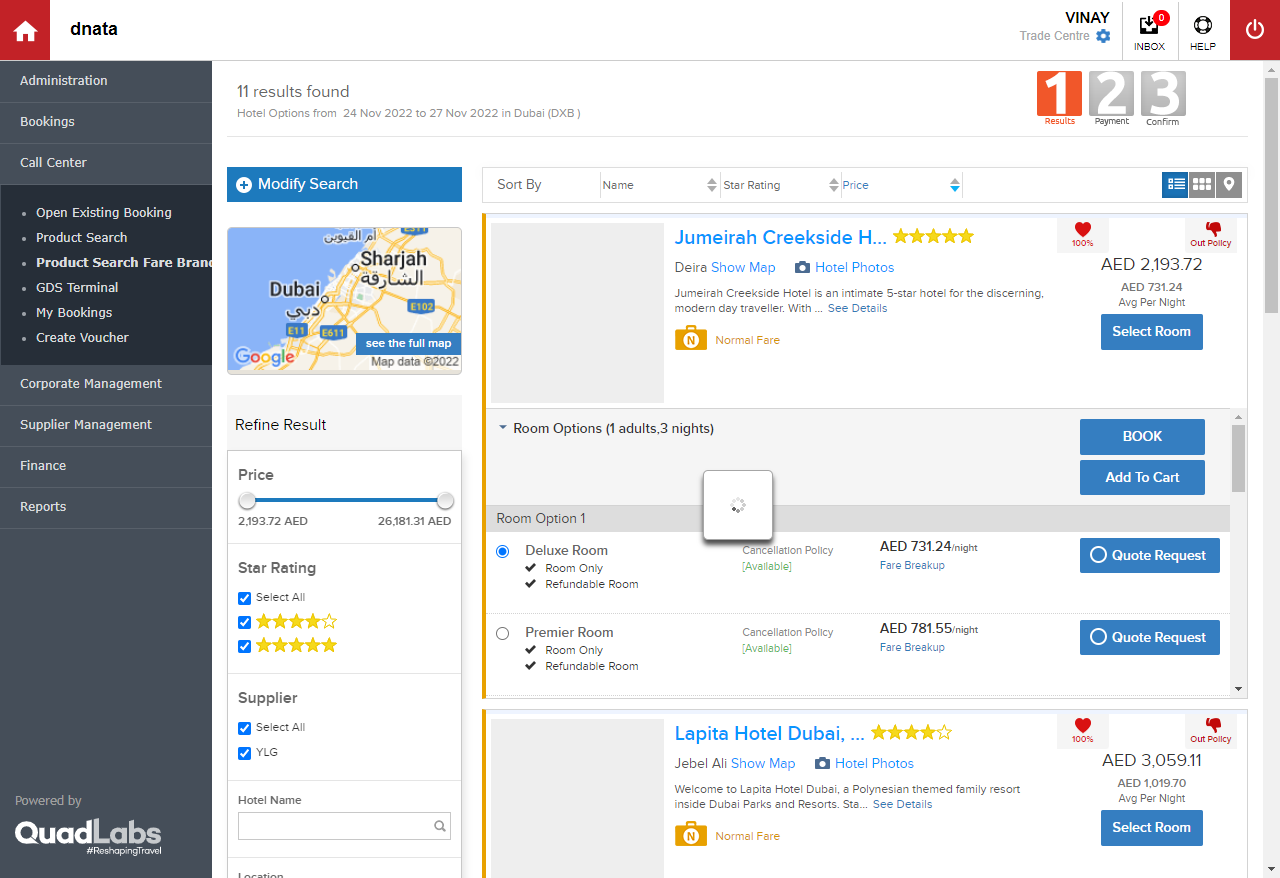 dnata
VINAY
Trade Centre
0
INBOX
HELP
Administration
Bookings
Call Center
Open Existing Booking
Product Search
Product Search Fare Brand
GDS Terminal
My Bookings
Create Voucher
Corporate Management
Supplier Management
Finance
Reports
Powered by
QuadLabs
#ReshapingTravel
11 results found
Hotel Options from 24 Nov 2022 to 27 Nov 2022 in Dubai (DXB )
1 2 3
Results Payment Confirm
Modify Search
أم القيوين
Sharjah
الشارقة
Dubai
دبي
E102
E11
E611
see the full map
Google
Map data ©2022
Refine Result
Price
2,193.72 AED 26,181.31 AED
Star Rating
Select All
Supplier
Select All
YLG
Hotel Name
Location
Sort By Name Star Rating Price
Jumeirah Creekside H...
100%
Out Policy
Deira Show Map Hotel Photos
AED 2,193.72
AED 731.24
Avg Per Night
Jumeirah Creekside Hotel is an intimate 5-star hotel for the discerning,
modern day traveller. With ... See Details
N Normal Fare
Select Room
Room Options (1 adults,3 nights)
BOOK
Add To Cart
Room Option 1
Deluxe Room
Room Only
Refundable Room
Cancellation Policy
[Available]
AED 731.24/night
Fare Breakup
Quote Request
Premier Room
Room Only
Refundable Room
Cancellation Policy
[Available]
AED 781.55/night
Fare Breakup
Quote Request
Lapita Hotel Dubai, ...
100%
Out Policy
Jebel Ali Show Map Hotel Photos
AED 3,059.11
AED 1,019.70
Avg Per Night
Welcome to Lapita Hotel Dubai, a Polynesian themed family resort
inside Dubai Parks and Resorts. Sta... See Details
N Normal Fare
Select Room